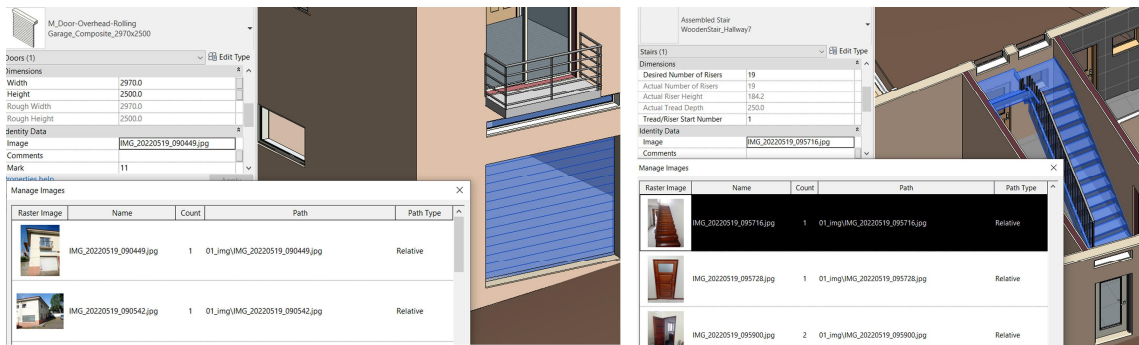 M_Door-Overhead-Rolling
Garage_Composite_2970x2500
Doors (1)
Edit Type
Dimensions
Width 2970.0
Height 2500.0
Rough Width 2970.0
Rough Height 2500.0
Identity Data
Image IMG_20220519_090449.jpg
Comments
Mark 11
Properties help
Apply
Manage Images
Raster Image Name Count Path Path Type
IMG_20220519_090449.jpg 1 01_img\IMG_20220519_090449.jpg Relative
IMG_20220519_090542.jpg 1 01_img\IMG_20220519_090542.jpg Relative
Assembled Stair
WoodenStair_Hallway7
Stairs (1)
Edit Type
Dimensions
Desired Number of Risers 19
Actual Number of Risers 19
Actual Riser Height 184.2
Actual Tread Depth 250.0
Tread/Riser Start Number 1
Identity Data
Image IMG_20220519_095716.jpg
Comments
Manage Images
Raster Image Name Count Path Path Type
IMG_20220519_095716.jpg 1 01_img\IMG_20220519_095716.jpg Relative
IMG_20220519_095728.jpg 1 01_img\IMG_20220519_095728.jpg Relative
IMG_20220519_095900.jpg 2 01_img\IMG_20220519_095900.jpg Relative